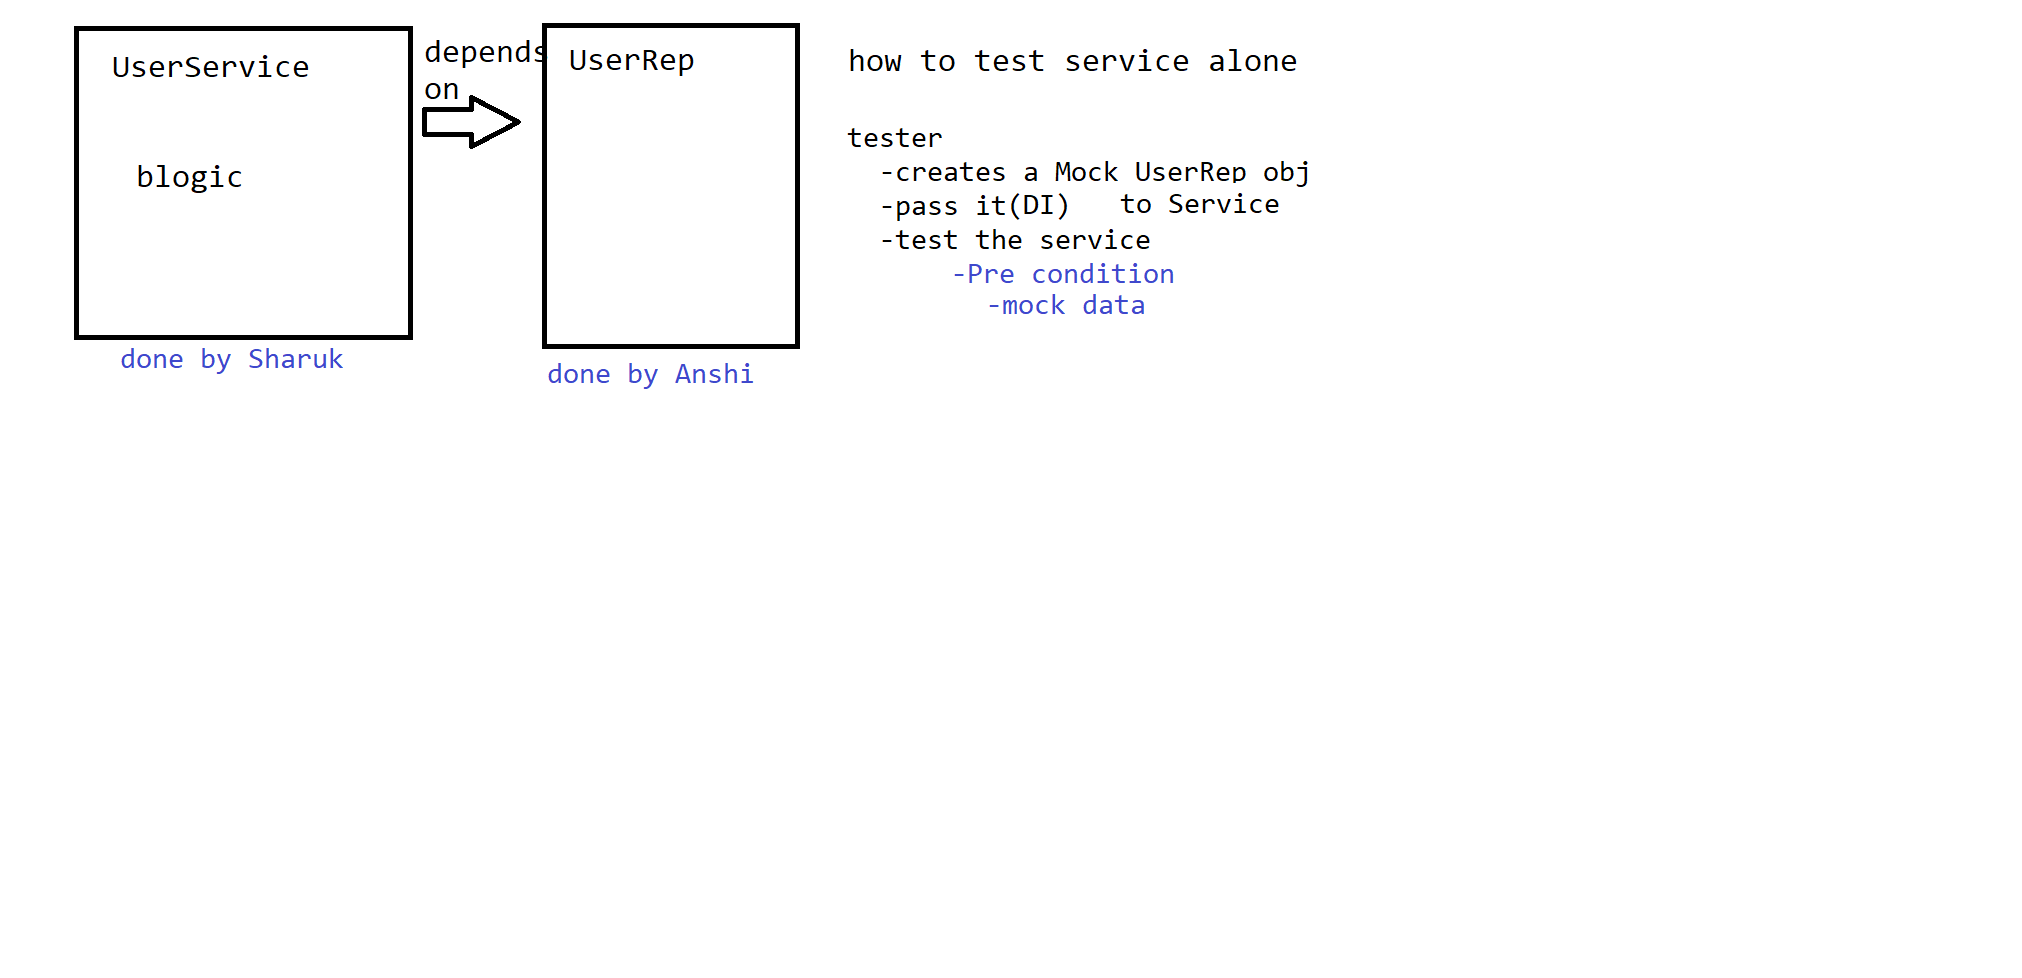 UserService
blogic
done by Sharuk
depends
on
UserRep
done by Anshi
how to test service alone
tester
-creates a Mock UserRep obj
-pass it(DI) to Service
-test the service
-Pre condition
-mock data